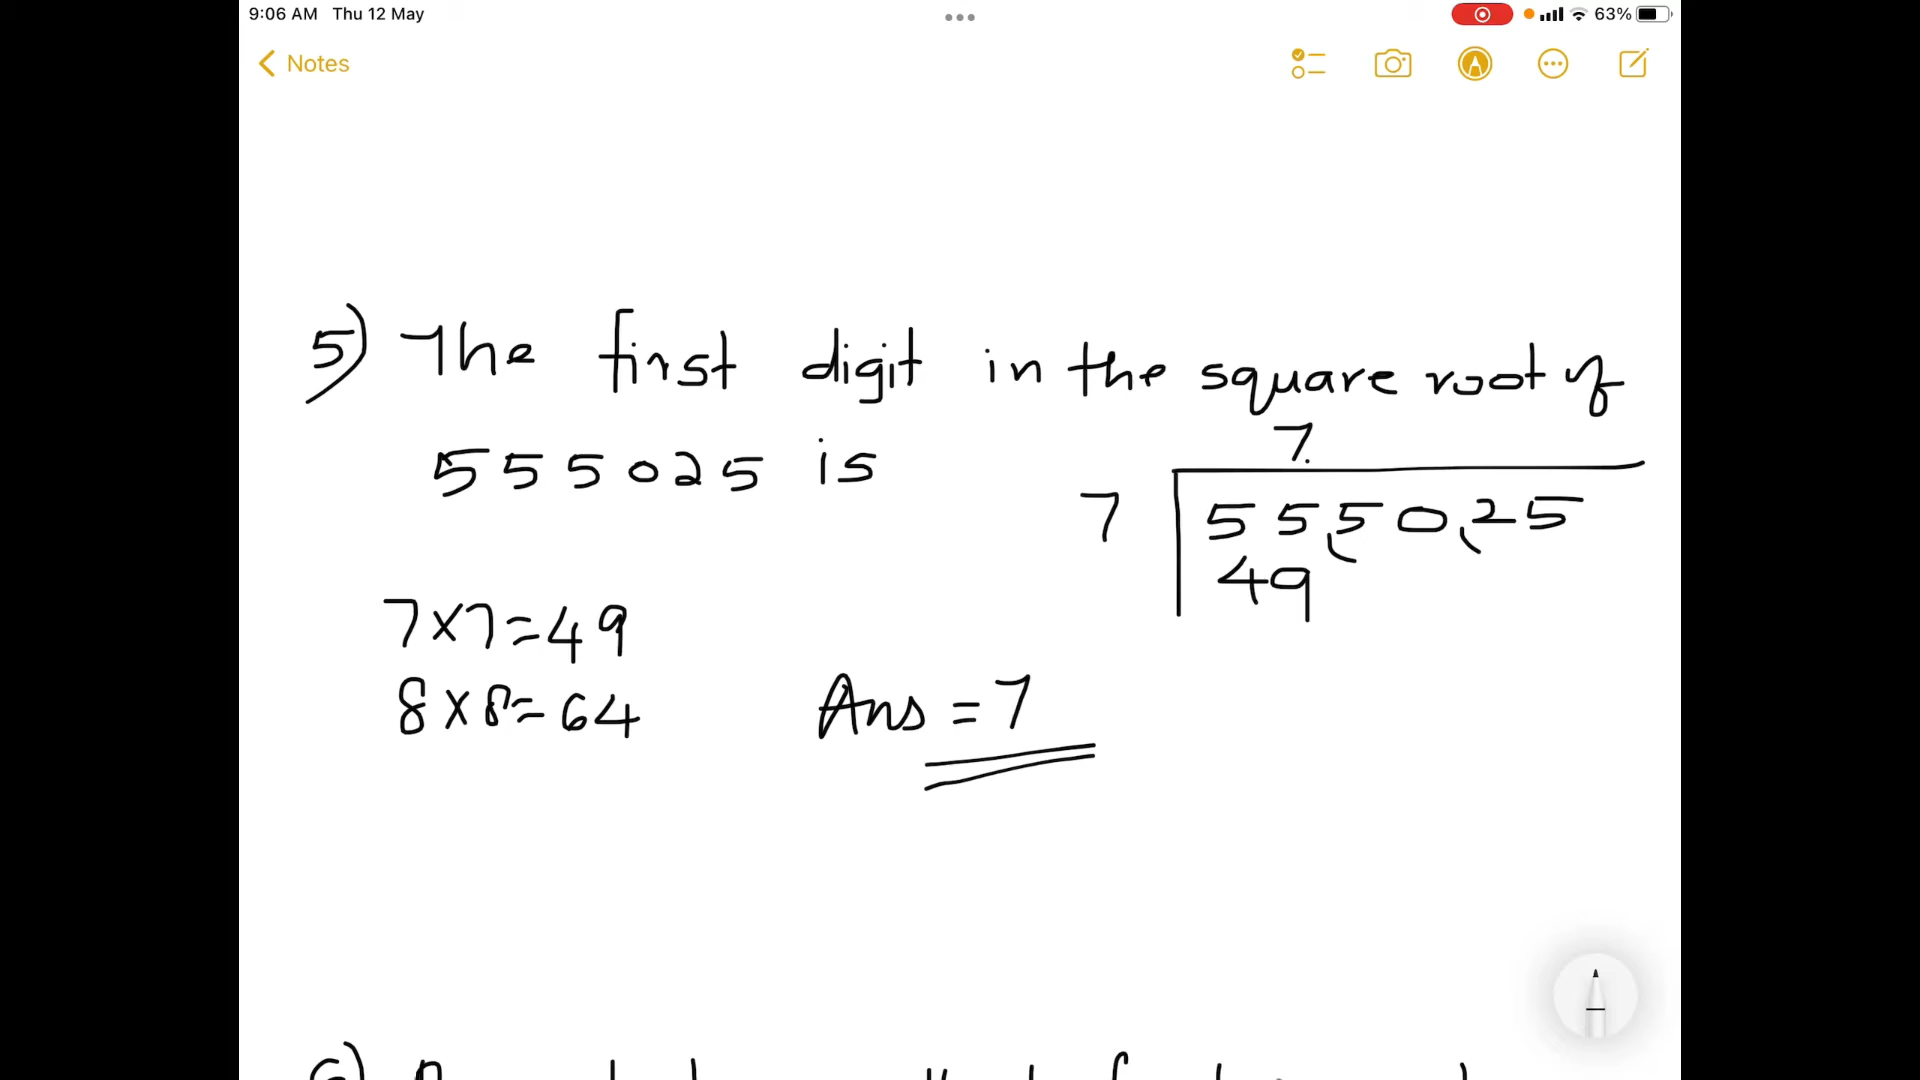 9:06 AM Thu 12 May
63%
Notes
5) The first digit in the square root of
555025 is
7.
7 555025
49
7×7=49
8×8=64
Ans = 7